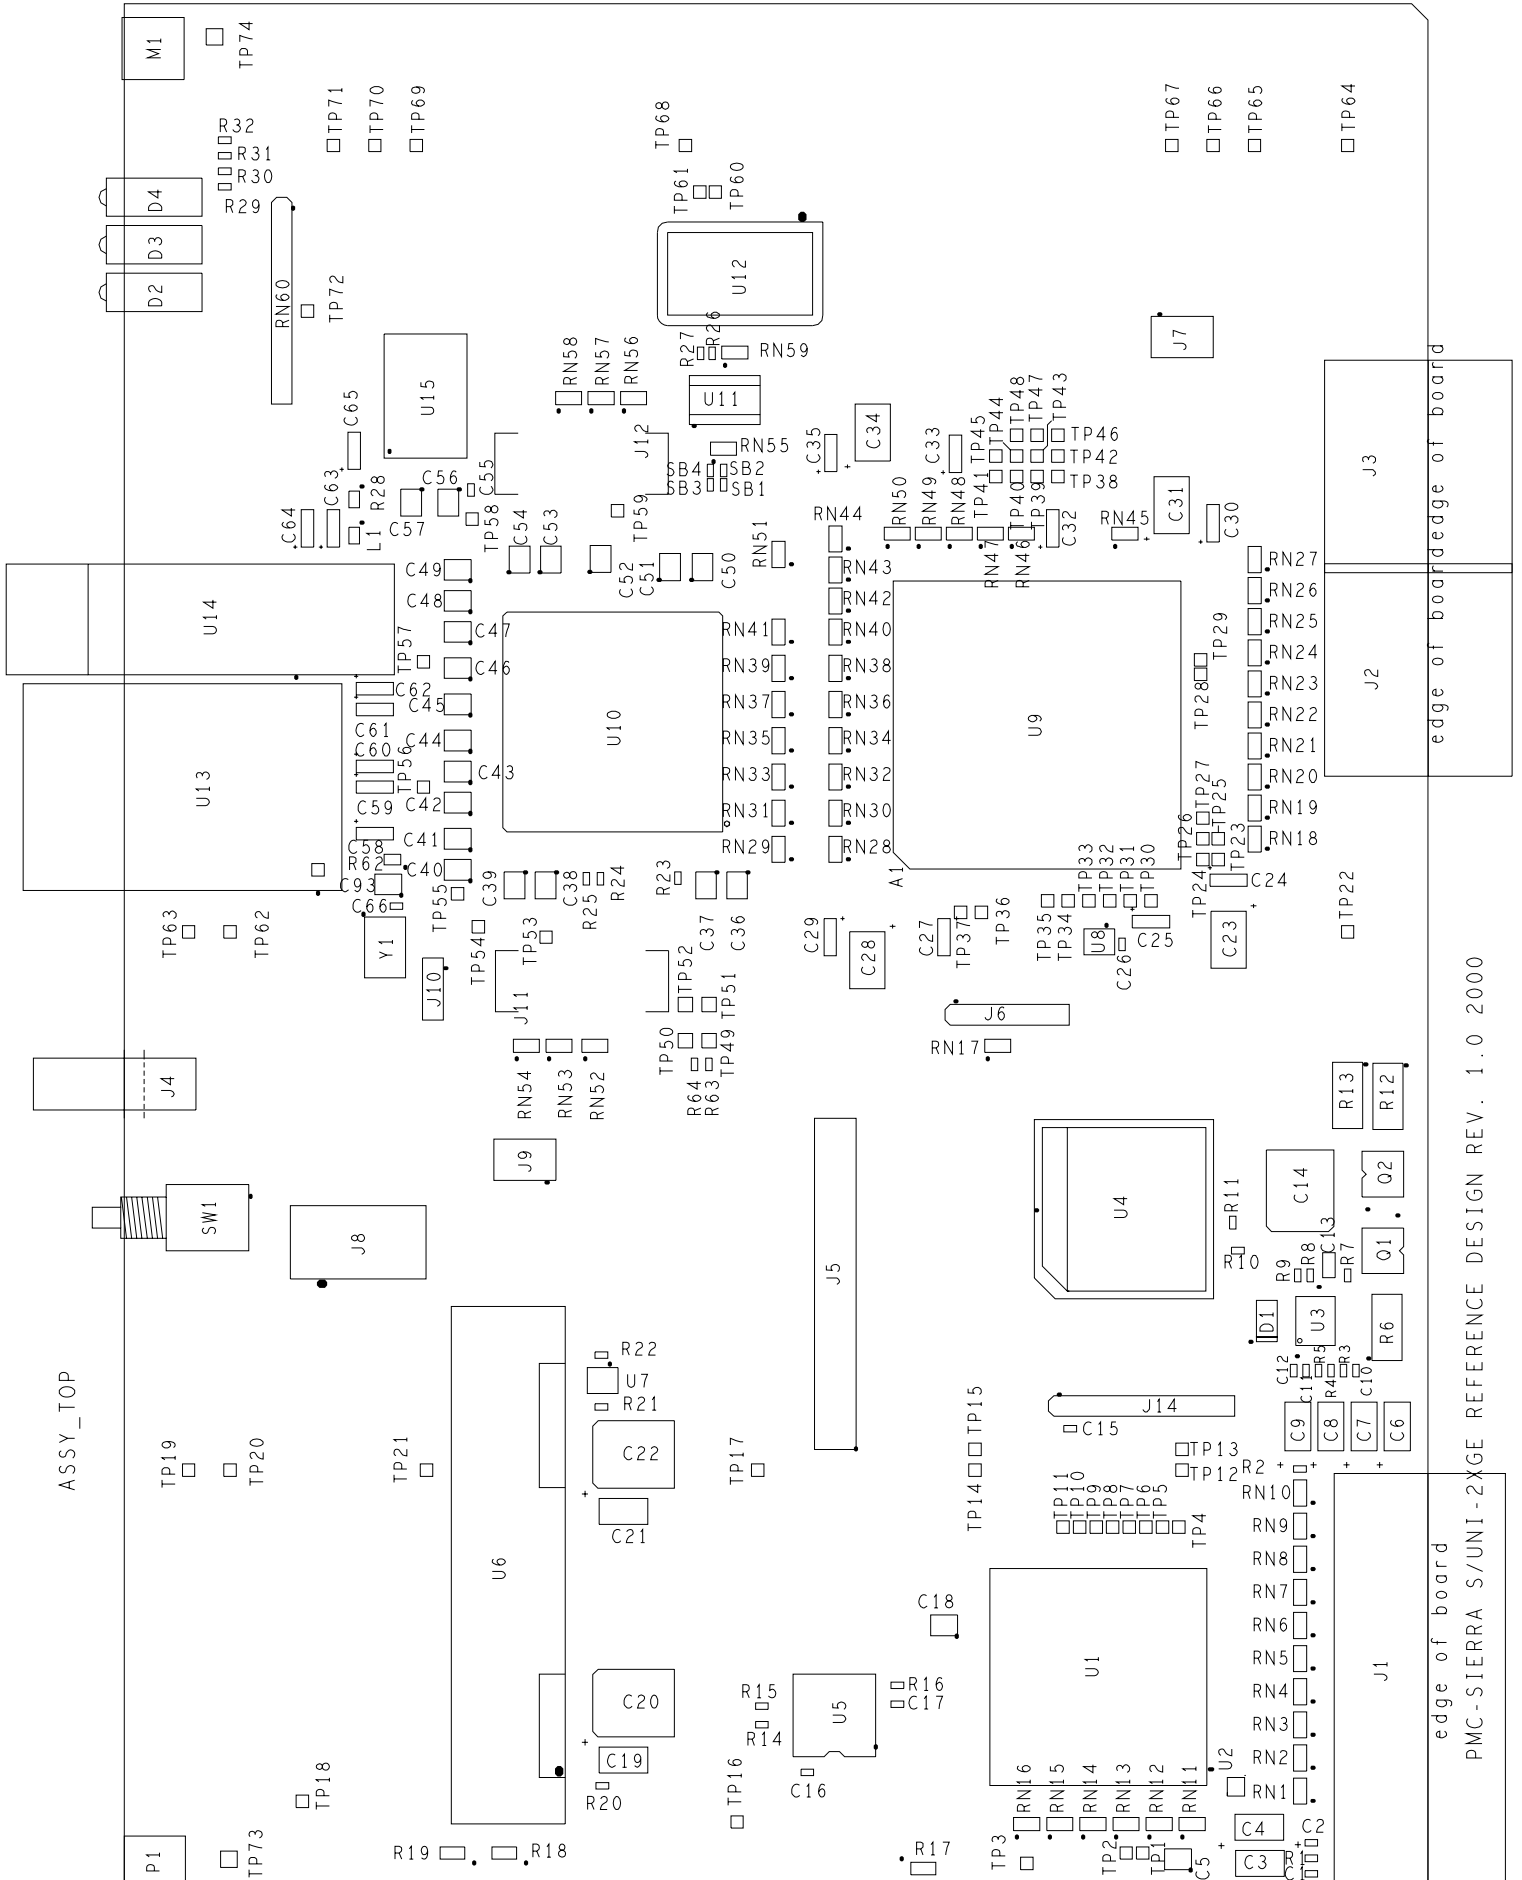 M1
TP74
R32
R31
R30
R29
TP71
TP70
TP69
TP68
TP67
TP66
TP65
TP64
D4
D3
D2
RN60
TP72
TP61
TP60
U12
R27
R26
RN59
J7
U15
C65
RN58
RN57
RN56
U11
J12
RN55
SB4
SB2
SB3
SB1
C35
C34
C33
TP45
TP44
TP48
TP47
TP43
TP46
TP42
TP38
TP41
TP40
TP39
J3
edge of board
C64
C63
R28
L1
C57
C56
C55
TP58
C54
C53
TP59
C52
C51
C50
RN51
RN44
RN50
RN49
RN48
RN47
RN46
C32
RN45
C31
C30
U14
TP57
C49
C48
C47
C46
C45
C44
C43
C42
C41
C40
C62
C61
C60
TP56
C59
C58
R62
C93
C66
U13
U10
RN43
RN42
RN41
RN40
RN39
RN38
RN37
RN36
RN35
RN34
RN33
RN32
RN31
RN30
RN29
RN28
U9
A1
TP29
TP28
RN27
RN26
RN25
RN24
RN23
RN22
RN21
RN20
RN19
RN18
J2
edge of board
TP27
TP25
TP26
TP23
TP24
C24
TP33
TP32
TP31
TP30
TP63
TP62
Y1
J10
TP55
TP54
C39
C38
TP53
R25
R24
R23
C37
C36
J11
TP52
TP51
TP50
TP49
R64
R63
C29
C28
C27
TP37
TP36
TP35
TP34
U8
C26
C25
C23
TP22
J6
RN17
RN54
RN53
RN52
J4
J9
SW1
J8
J5
U4
R11
R10
C14
R13
R12
Q2
Q1
C13
R9
R8
R7
D1
U3
R6
C12
C11
R5
R4
R3
C10
J14
C15
C9
C8
C7
C6
ASSY_TOP
TP19
TP20
TP21
R22
U7
R21
C22
C21
U6
TP17
TP15
TP14
TP13
TP12
R2
TP11
TP10
TP9
TP8
TP7
TP6
TP5
TP4
RN10
RN9
RN8
RN7
RN6
RN5
RN4
RN3
RN2
RN1
C18
U1
J1
edge of board
PMC-SIERRA S/UNI-2XGE REFERENCE DESIGN REV. 1.0 2000
C20
C19
R20
R15
R14
U5
R16
C17
C16
TP16
U2
RN16
RN15
RN14
RN13
RN12
RN11
TP18
P1
TP73
R19
R18
R17
TP3
TP2
TP1
C5
C4
C3
C2
R1
C1